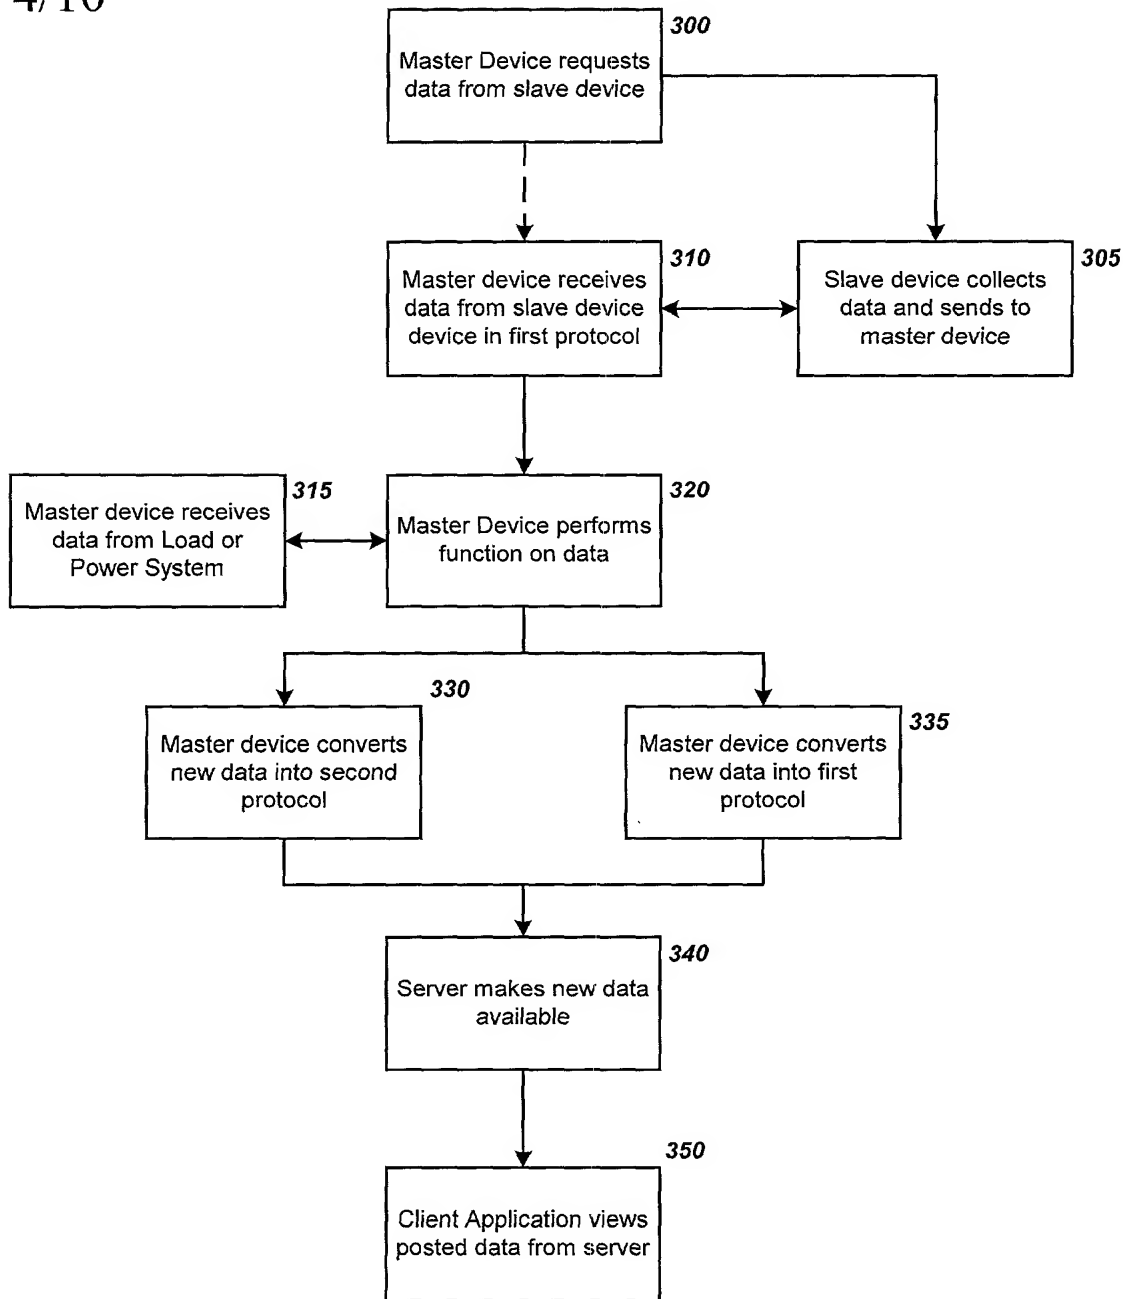 4/16
300
Master Device requests
data from slave device
310
Master device receives
data from slave device
device in first protocol
305
Slave device collects
data and sends to
master device
315
Master device receives
data from Load or
Power System
320
Master Device performs
function on data
330
Master device converts
new data into second
protocol
335
Master device converts
new data into first
protocol
340
Server makes new data
available
350
Client Application views
posted data from server